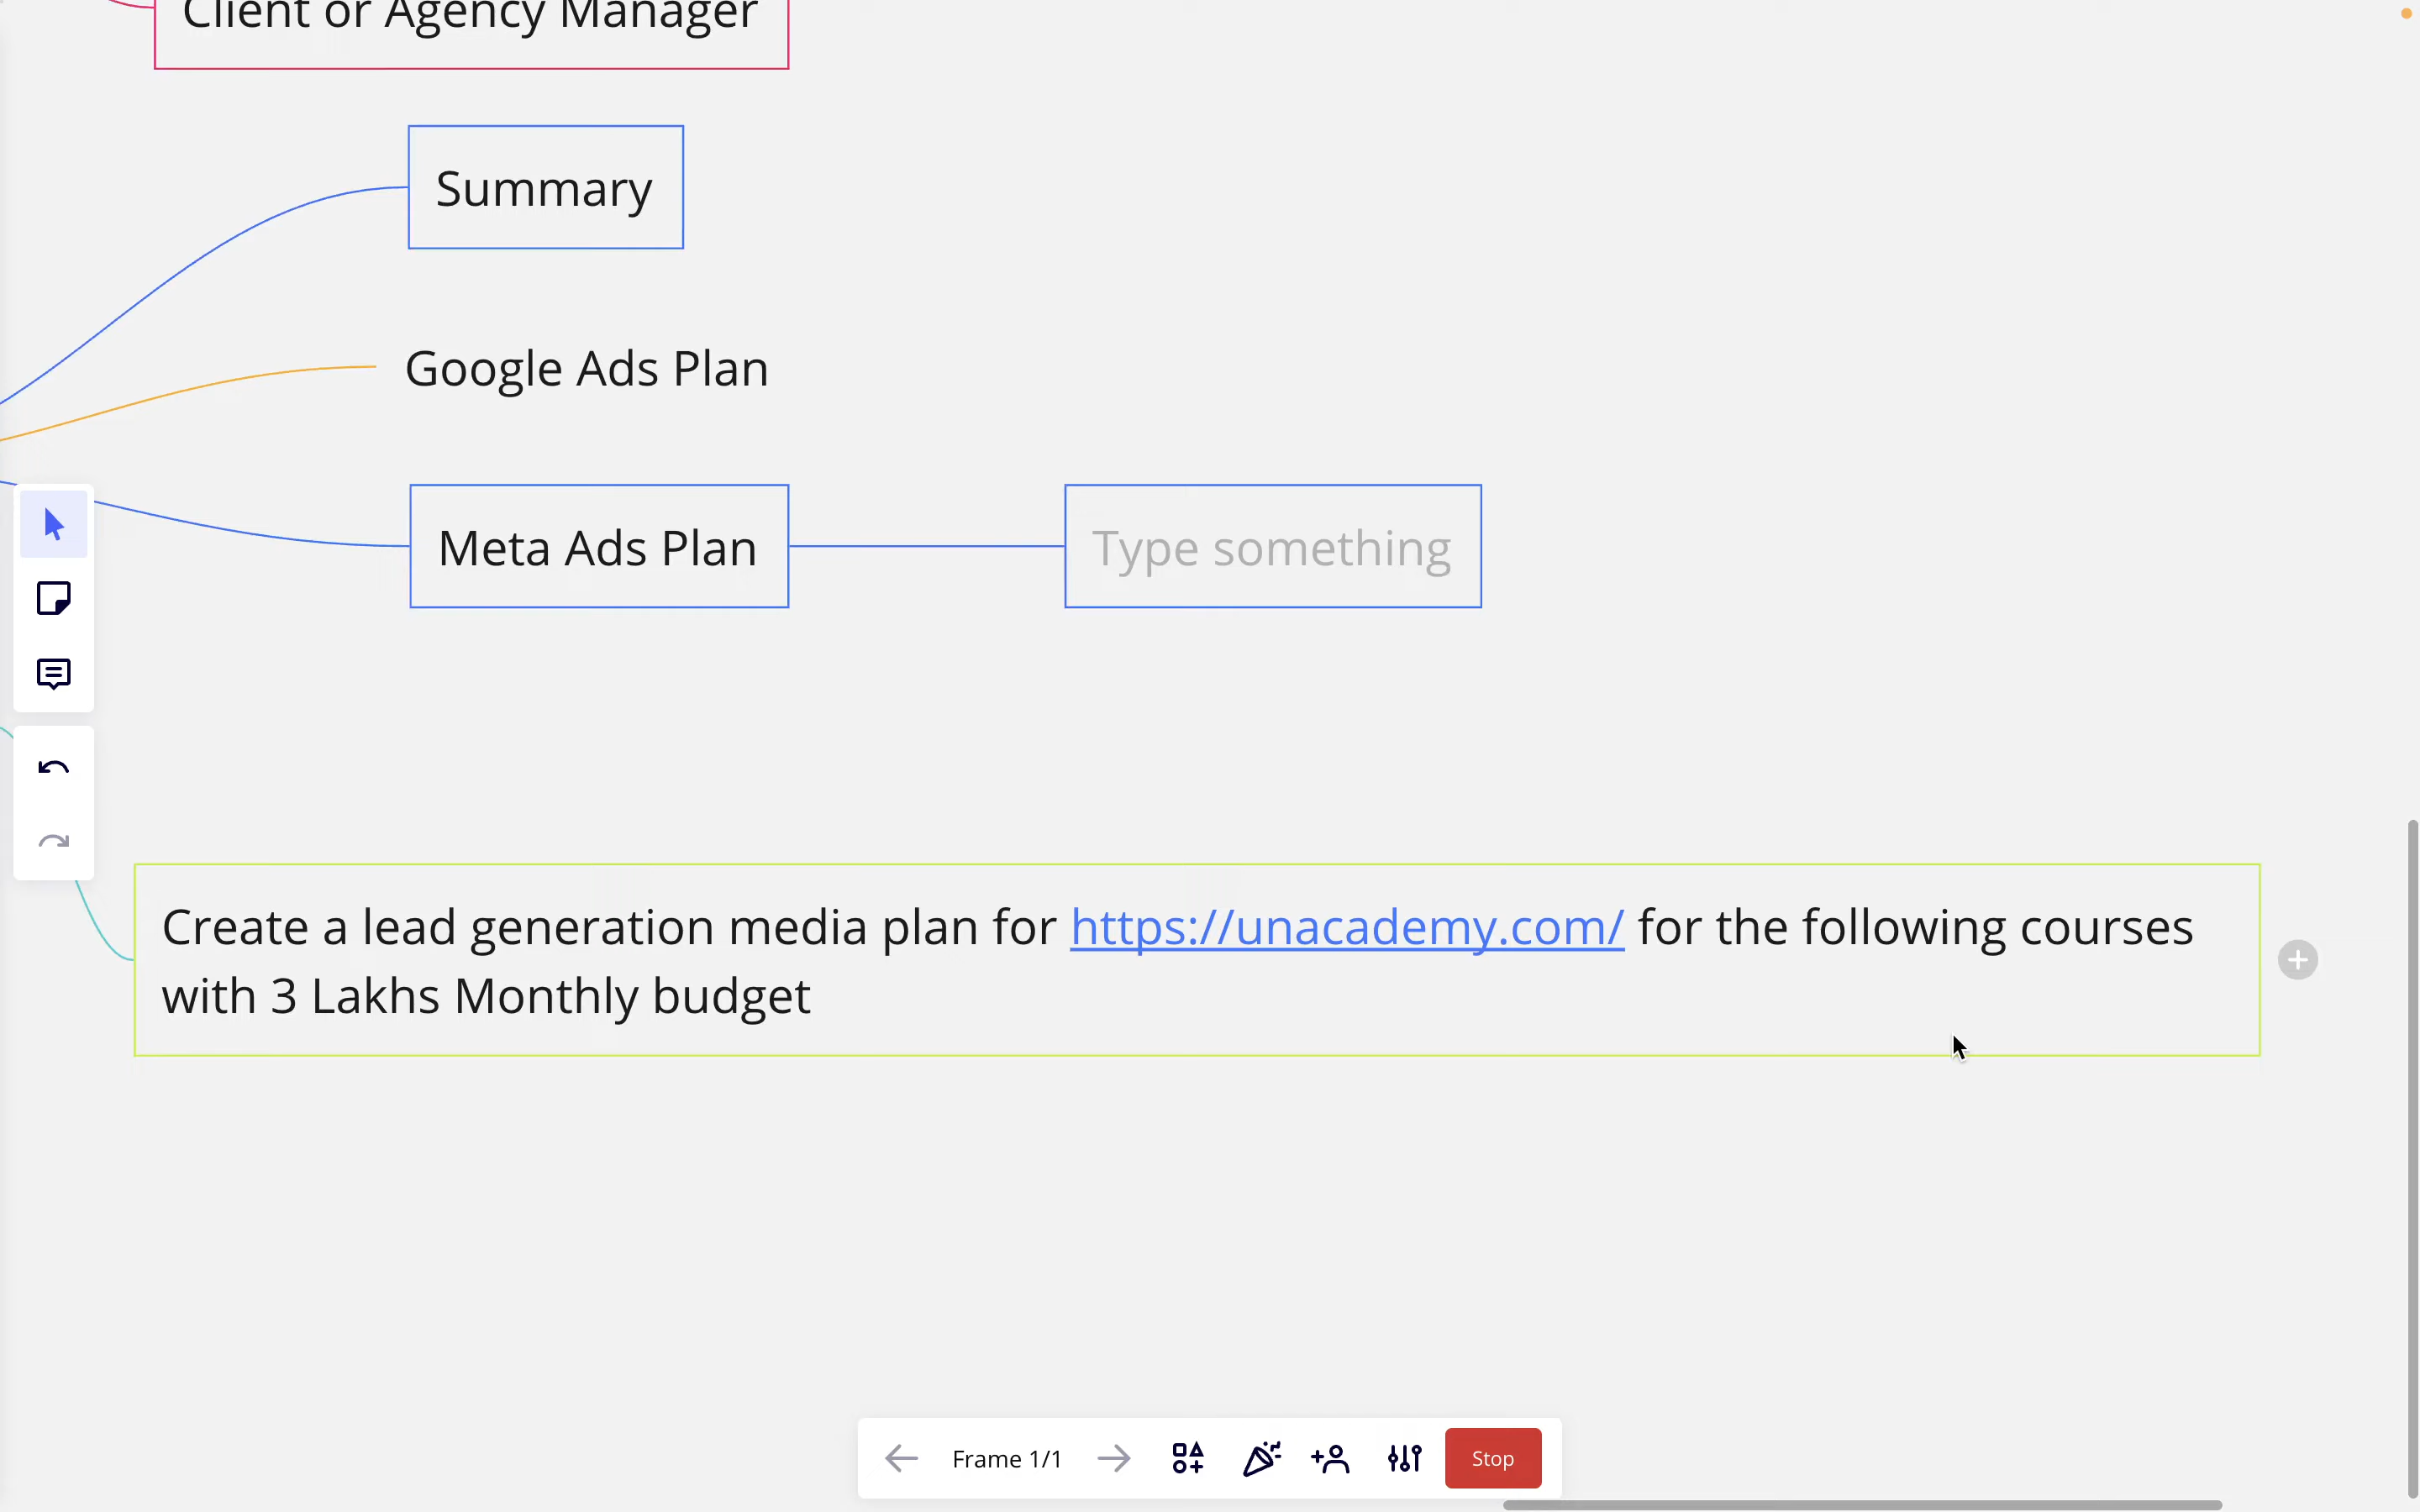 Client or Agency Manager
Summary
Google Ads Plan
Meta Ads Plan
Type something
Create a lead generation media plan for https://unacademy.com/ for the following courses
with 3 Lakhs Monthly budget
Frame 1/1
Stop